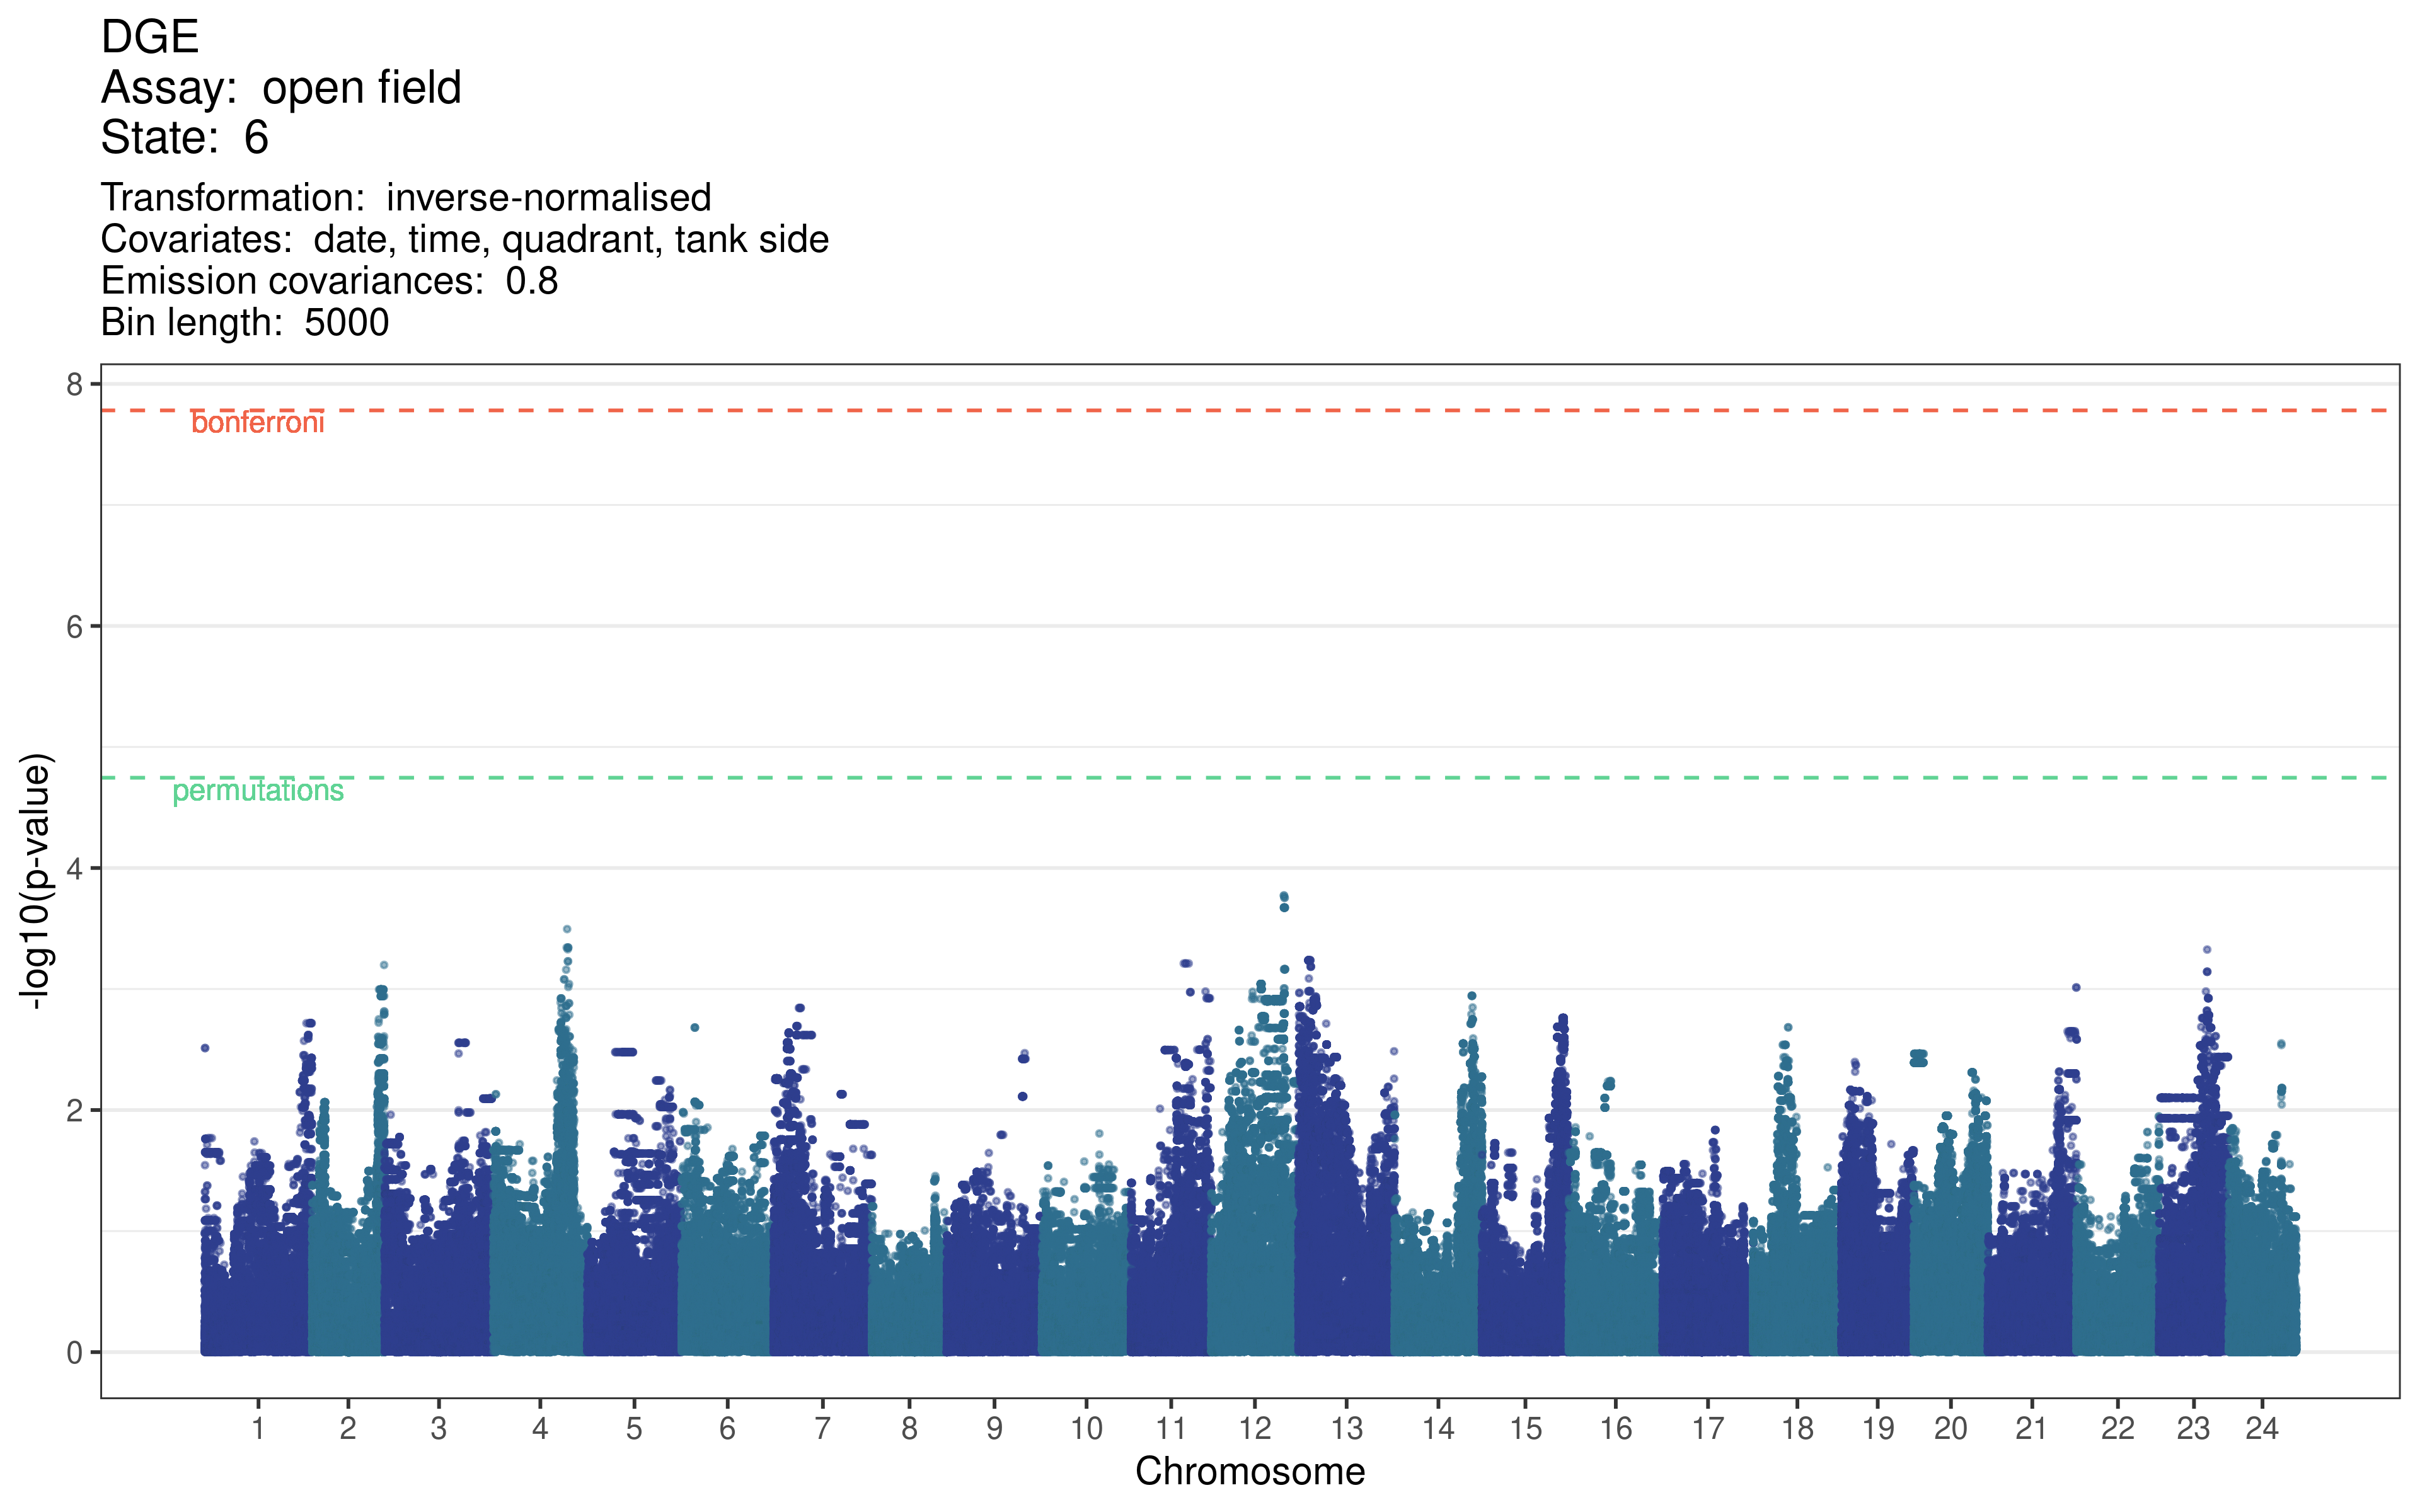 DGE
Assay:  open field
State:  6
Transformation:  inverse-normalised
Covariates:  date, time, quadrant, tank side
Emission covariances:  0.8
Bin length:  5000
8
bonferroni
6
permutations
4
2
0
-log10(p-value)
1 2 3 4 5 6 7 8 9 10 11 12 13 14 15 16 17 18 19 20 21 22 23 24
Chromosome